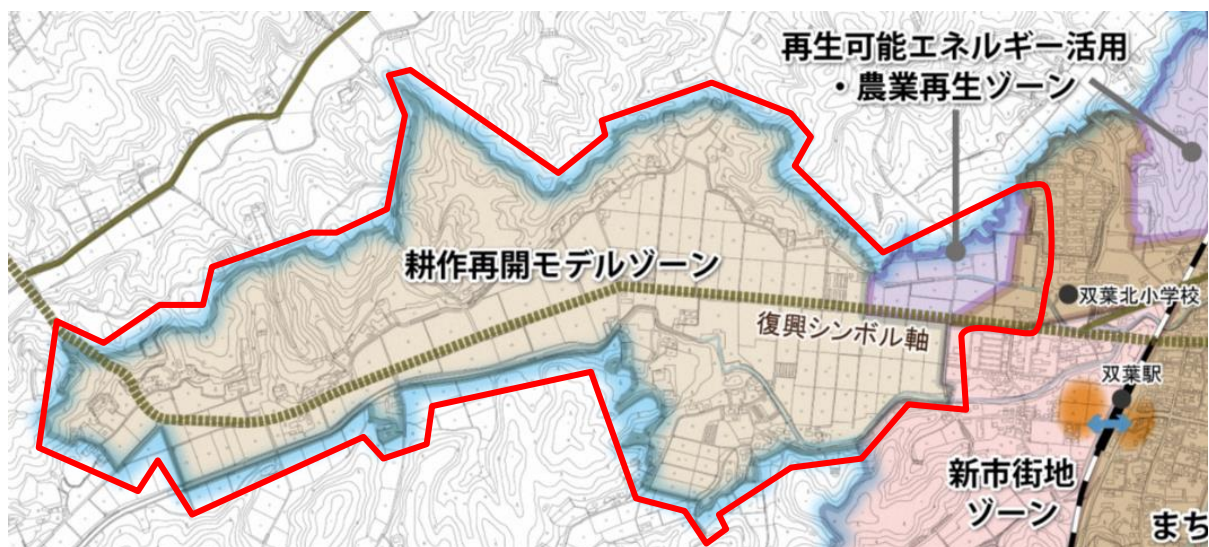 再生可能エネルギー活用
・農業再生ゾーン
耕作再開モデルゾーン
双葉北小学校
復興シンボル軸
双葉駅
新市街地
ゾーン
まち